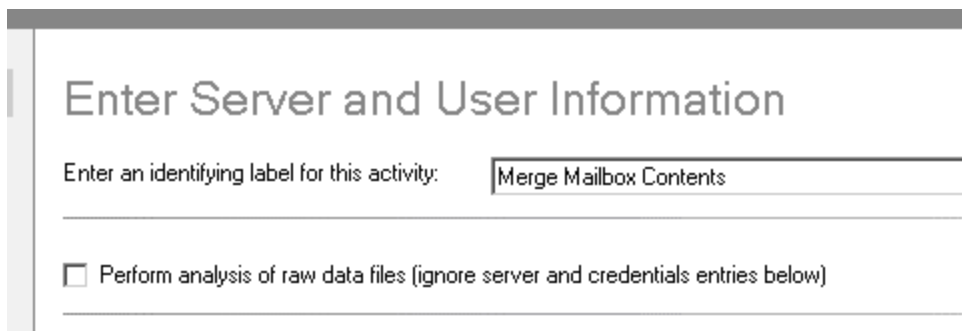 Enter Server and User Information
Enter an identifying label for this activity: Merge Mailbox Contents
Perform analysis of raw data files (ignore server and credentials entries below)